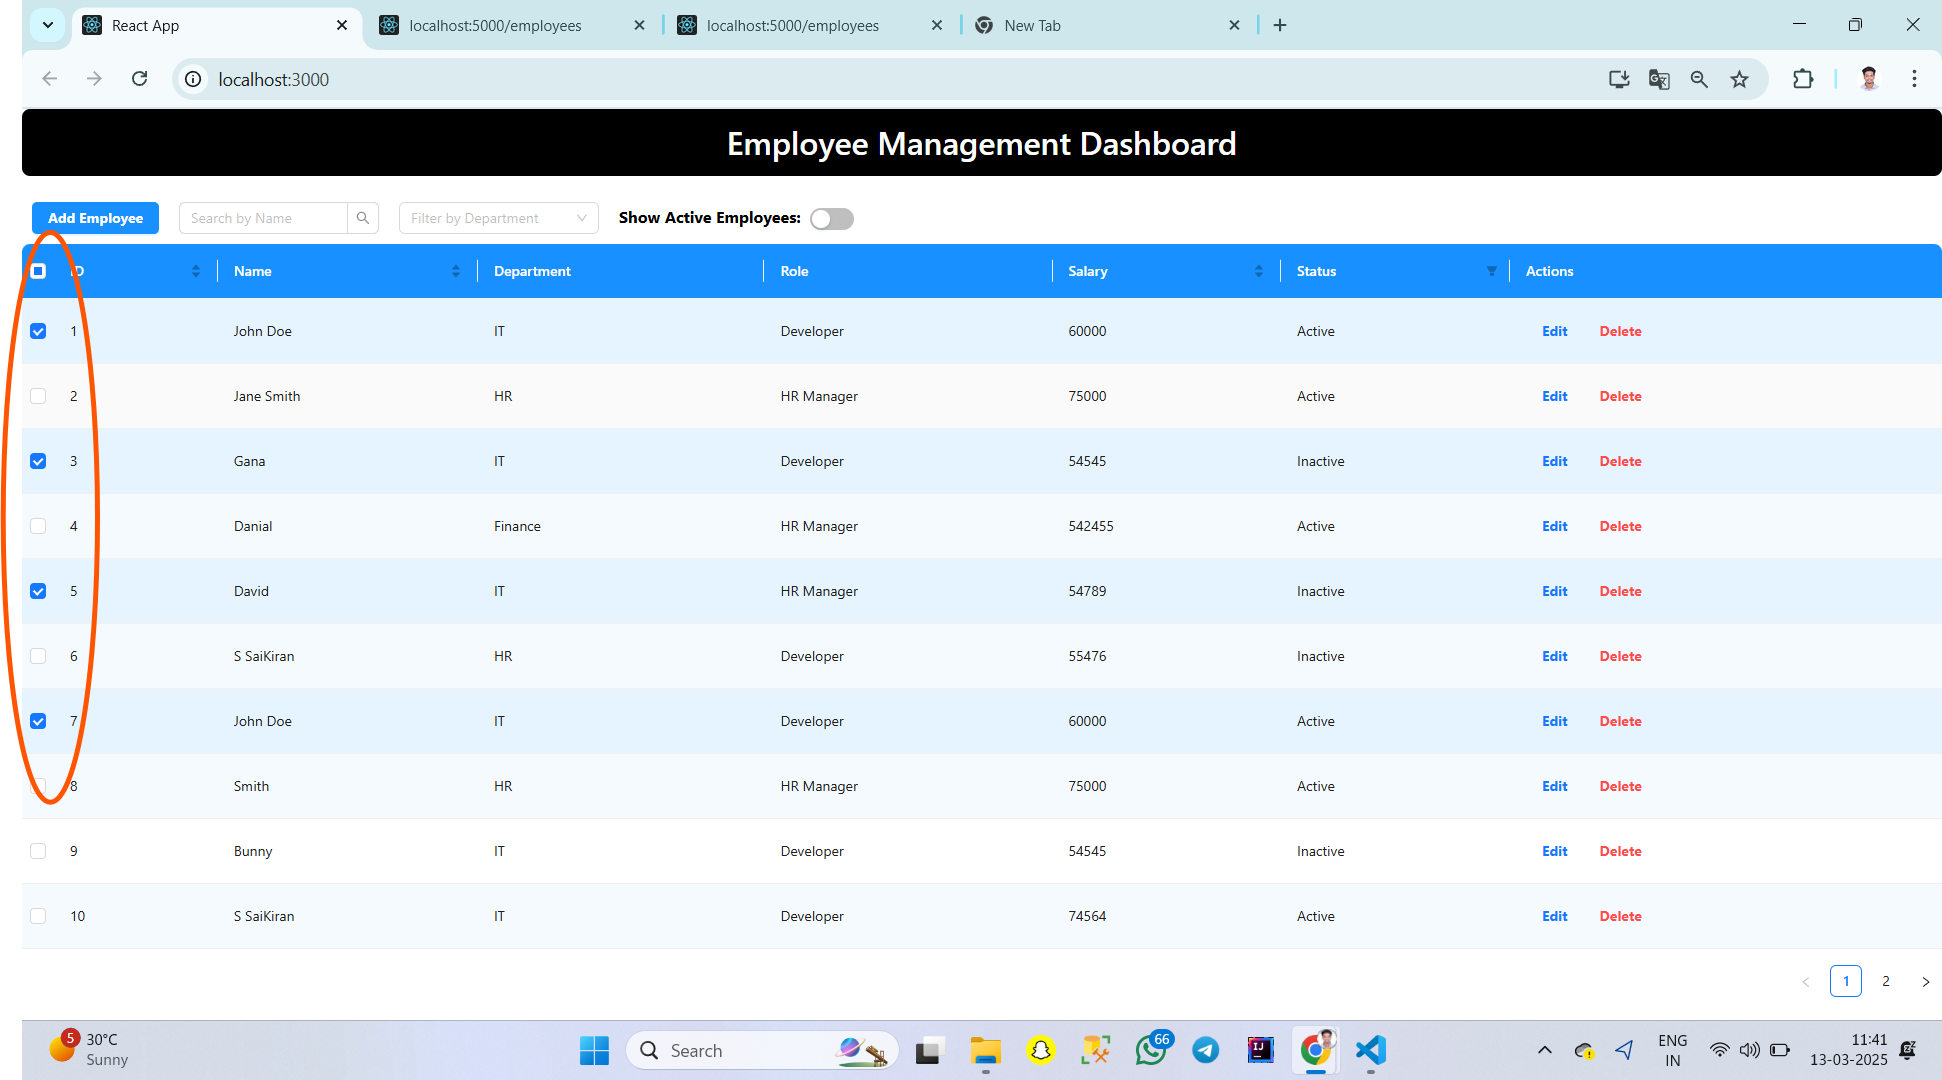 React App
localhost:5000/employees
localhost:5000/employees
New Tab
localhost:3000
Employee Management Dashboard
Add Employee Search by Name Filter by Department Show Active Employees:
ID Name Department Role Salary Status Actions
1 John Doe IT Developer 60000 Active Edit Delete
2 Jane Smith HR HR Manager 75000 Active Edit Delete
3 Gana IT Developer 54545 Inactive Edit Delete
4 Danial Finance HR Manager 542455 Active Edit Delete
5 David IT HR Manager 54789 Inactive Edit Delete
6 S SaiKiran HR Developer 55476 Inactive Edit Delete
7 John Doe IT Developer 60000 Active Edit Delete
8 Smith HR HR Manager 75000 Active Edit Delete
9 Bunny IT Developer 54545 Inactive Edit Delete
10 S SaiKiran IT Developer 74564 Active Edit Delete
1 2
5 30°C
Sunny
Search
66
IJ
ENG
IN
11:41
13-03-2025